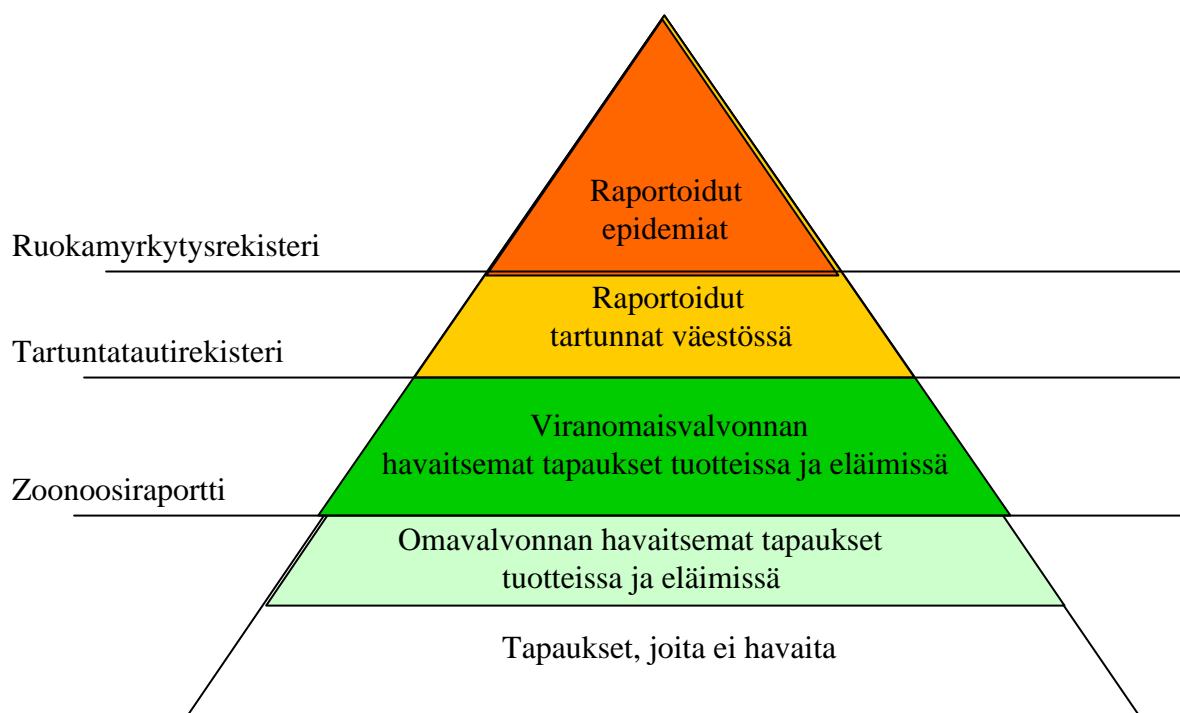 Raportoidut
epidemiat
Ruokamyrkytysrekisteri
Raportoidut
tartunnat väestössä
Tartuntatautirekisteri
Viranomaisvalvonnan
havaitsemat tapaukset tuotteissa ja eläimissä
Zoonoosiraportti
Omavalvonnan havaitsemat tapaukset
tuotteissa ja eläimissä
Tapaukset, joita ei havaita